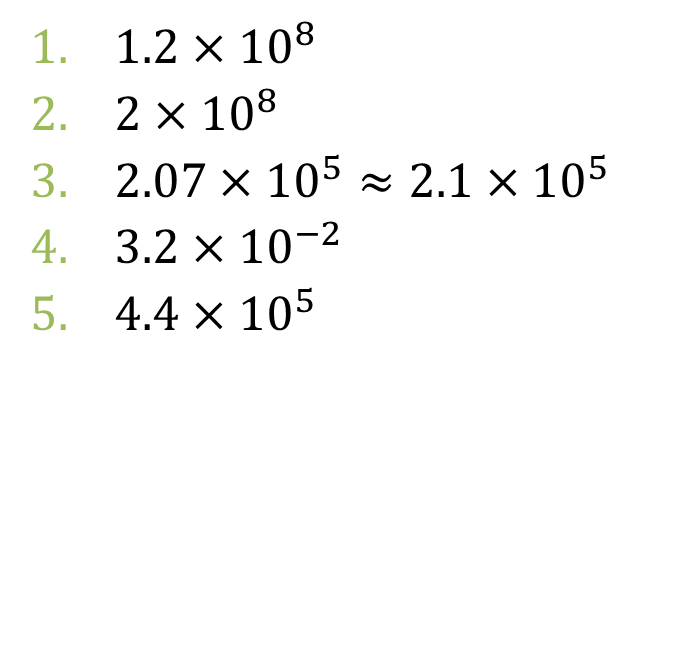 1. 1.2 × 10⁸
2. 2 × 10⁸
3. 2.07 × 10⁵ ≈ 2.1 × 10⁵
4. 3.2 × 10⁻²
5. 4.4 × 10⁵